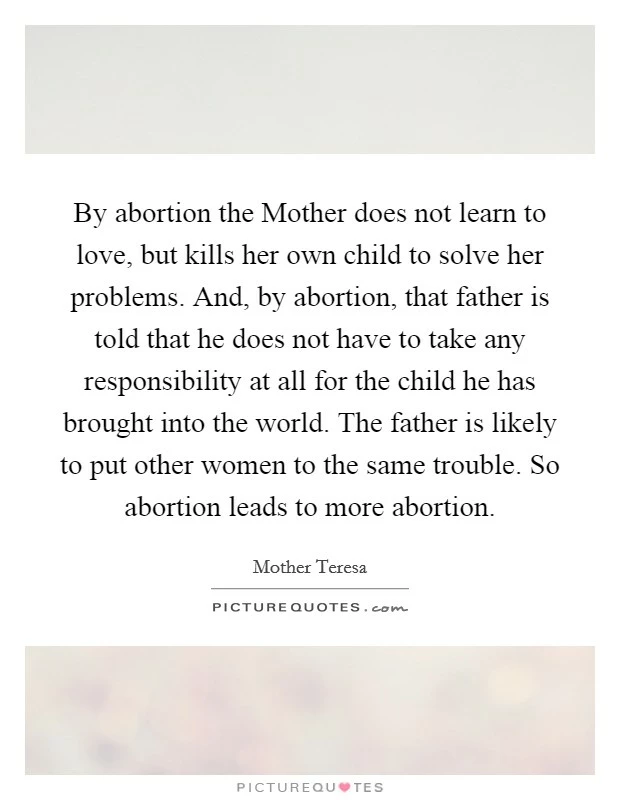 By abortion the Mother does not learn to
love, but kills her own child to solve her
problems. And, by abortion, that father is
told that he does not have to take any
responsibility at all for the child he has
brought into the world. The father is likely
to put other women to the same trouble. So
abortion leads to more abortion.
Mother Teresa
PICTUREQUOTES.com
PICTUREQUOTES